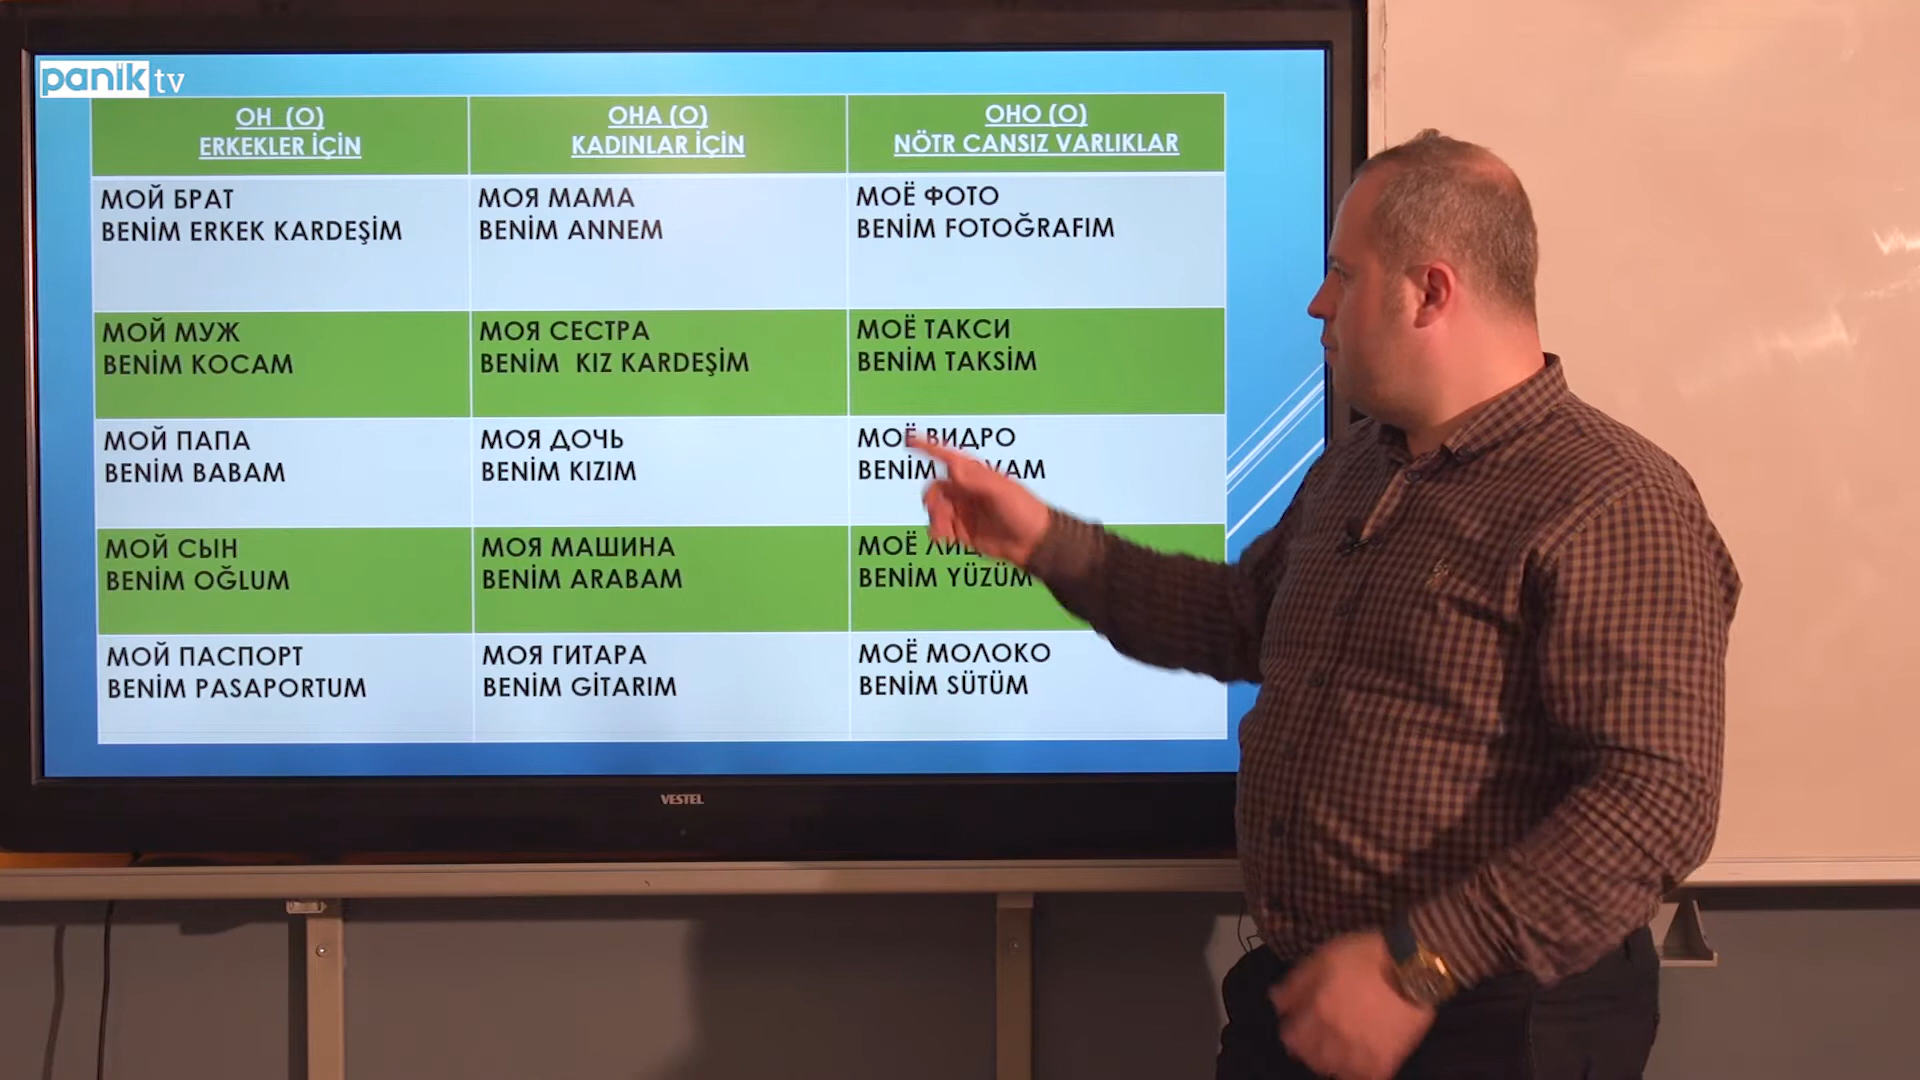 panik tv
ОН (О)
ERKEKLER İÇİN
ОНА (О)
KADINLAR İÇİN
ОНО (О)
NÖTR CANSIZ VARLIKLAR
МОЙ БРАТ
BENİM ERKEK KARDEŞİM
МОЯ МАМА
BENİM ANNEM
МОЁ ФОТО
BENİM FOTOĞRAFIM
МОЙ МУЖ
BENİM KOCAM
МОЯ СЕСТРА
BENİM KIZ KARDEŞİM
МОЁ ТАКСИ
BENİM TAKSİM
МОЙ ПАПА
BENİM BABAM
МОЯ ДОЧЬ
BENİM KIZIM
МОЁ ВИДРО
BENİM
МОЙ СЫН
BENİM OĞLUM
МОЯ МАШИНА
BENİM ARABAM
МОЁ
BENİM YÜZÜM
МОЙ ПАСПОРТ
BENİM PASAPORTUM
МОЯ ГИТАРА
BENİM GİTARIM
МОЁ МОЛОКО
BENİM SÜTÜM
VESTEL